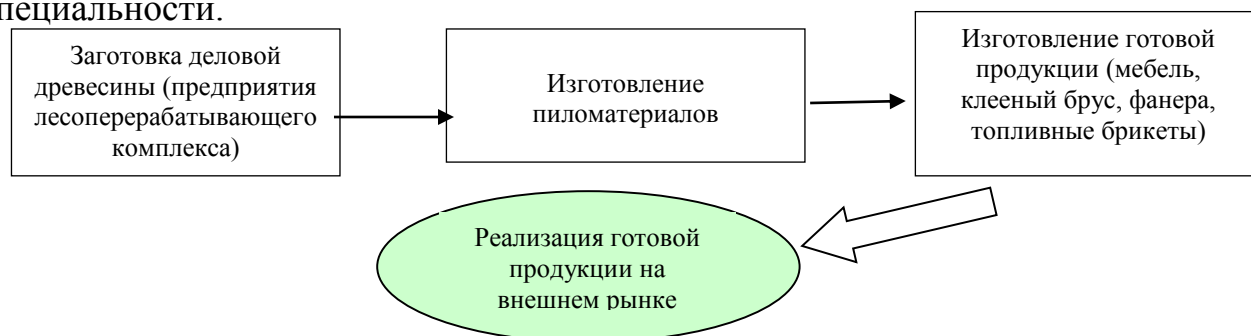 пециальности.
Заготовка деловой
древесины (предприятия
лесоперерабатывающего
комплекса)
Изготовление
пиломатериалов
Изготовление готовой
продукции (мебель,
клееный брус, фанера,
топливные брикеты)
Реализация готовой
продукции на
внешнем рынке